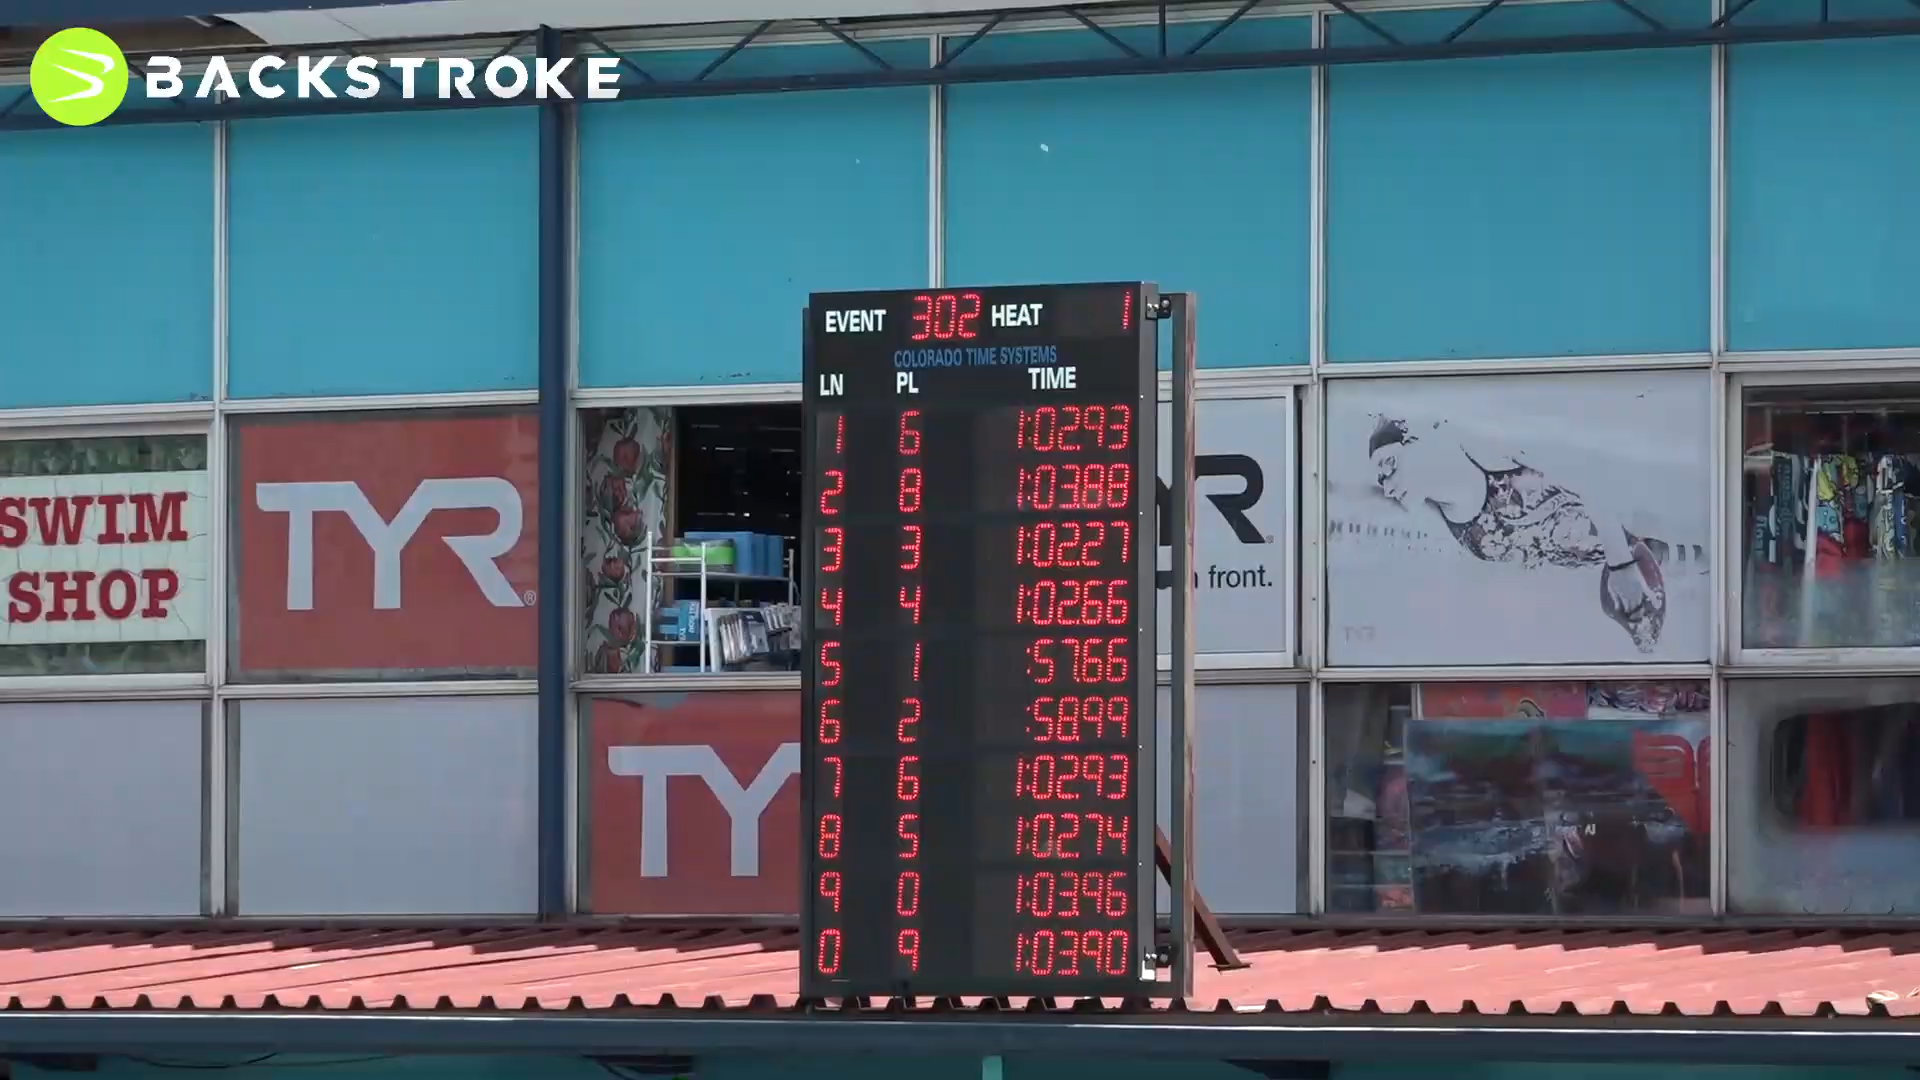 BACKSTROKE
EVENT 302 HEAT 1
COLORADO TIME SYSTEMS
LN PL TIME
1 6 1:02.93
2 8 1:03.88
3 3 1:02.27
4 4 1:02.66
5 1 :57.66
6 2 :58.99
7 6 1:02.93
8 5 1:02.74
9 0 1:03.96
0 9 1:03.90
SWIM
SHOP
TYR®
YR
front.
TYR
TY